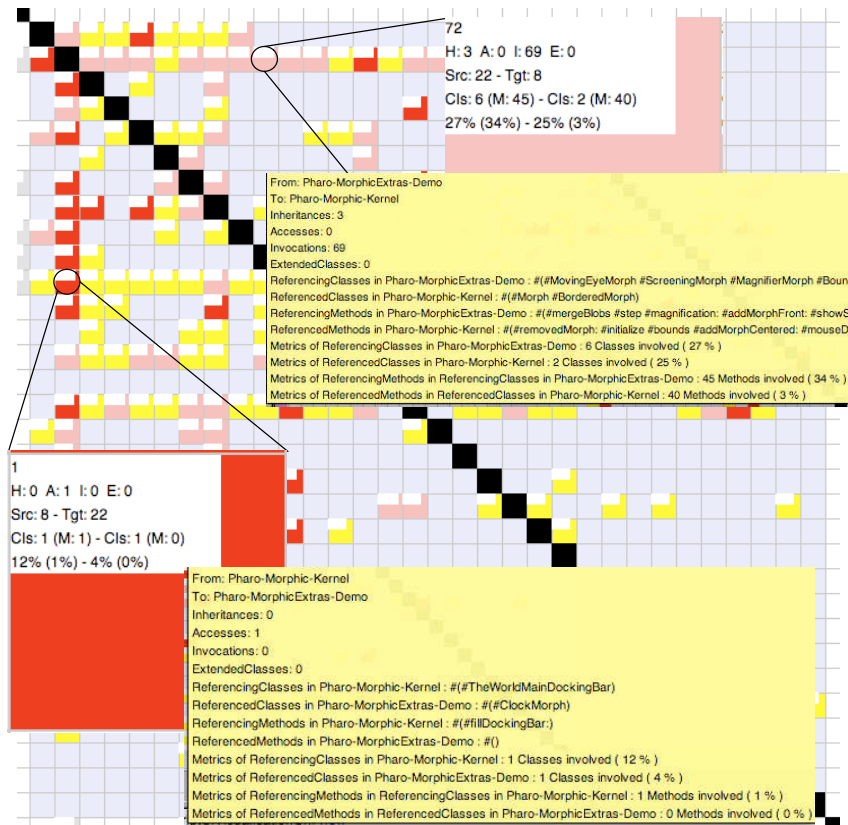 72
H: 3 A: 0 I: 69 E: 0
Src: 22 - Tgt: 8
Cls: 6 (M: 45) - Cls: 2 (M: 40)
27% (34%) - 25% (3%)
From: Pharo-MorphicExtras-Demo
To: Pharo-Morphic-Kernel
Inheritances: 3
Accesses: 0
Invocations: 69
ExtendedClasses: 0
ReferencingClasses in Pharo-MorphicExtras-Demo : #(#MovingEyeMorph #ScreeningMorph #MagnifierMorph #Boun
ReferencedClasses in Pharo-Morphic-Kernel : #(#Morph #BorderedMorph)
ReferencingMethods in Pharo-MorphicExtras-Demo : #(#mergeBlobs #step #magnification: #addMorphFront: #showS
ReferencedMethods in Pharo-Morphic-Kernel : #(#removedMorph: #initialize #bounds #addMorphCentered: #mouseD
Metrics of ReferencingClasses in Pharo-MorphicExtras-Demo : 6 Classes involved ( 27 % )
Metrics of ReferencedClasses in Pharo-Morphic-Kernel : 2 Classes involved ( 25 % )
Metrics of ReferencingMethods in ReferencingClasses in Pharo-MorphicExtras-Demo : 45 Methods involved ( 34 % )
Metrics of ReferencedMethods in ReferencedClasses in Pharo-Morphic-Kernel : 40 Methods involved ( 3 % )
1
H: 0 A: 1 I: 0 E: 0
Src: 8 - Tgt: 22
Cls: 1 (M: 1) - Cls: 1 (M: 0)
12% (1%) - 4% (0%)
From: Pharo-Morphic-Kernel
To: Pharo-MorphicExtras-Demo
Inheritances: 0
Accesses: 1
Invocations: 0
ExtendedClasses: 0
ReferencingClasses in Pharo-Morphic-Kernel : #(#TheWorldMainDockingBar)
ReferencedClasses in Pharo-MorphicExtras-Demo : #(#ClockMorph)
ReferencingMethods in Pharo-Morphic-Kernel : #(#fillDockingBar:)
ReferencedMethods in Pharo-MorphicExtras-Demo : #()
Metrics of ReferencingClasses in Pharo-Morphic-Kernel : 1 Classes involved ( 12 % )
Metrics of ReferencedClasses in Pharo-MorphicExtras-Demo : 1 Classes involved ( 4 % )
Metrics of ReferencingMethods in ReferencingClasses in Pharo-Morphic-Kernel : 1 Methods involved ( 1 % )
Metrics of ReferencedMethods in ReferencedClasses in Pharo-MorphicExtras-Demo : 0 Methods involved ( 0 % )